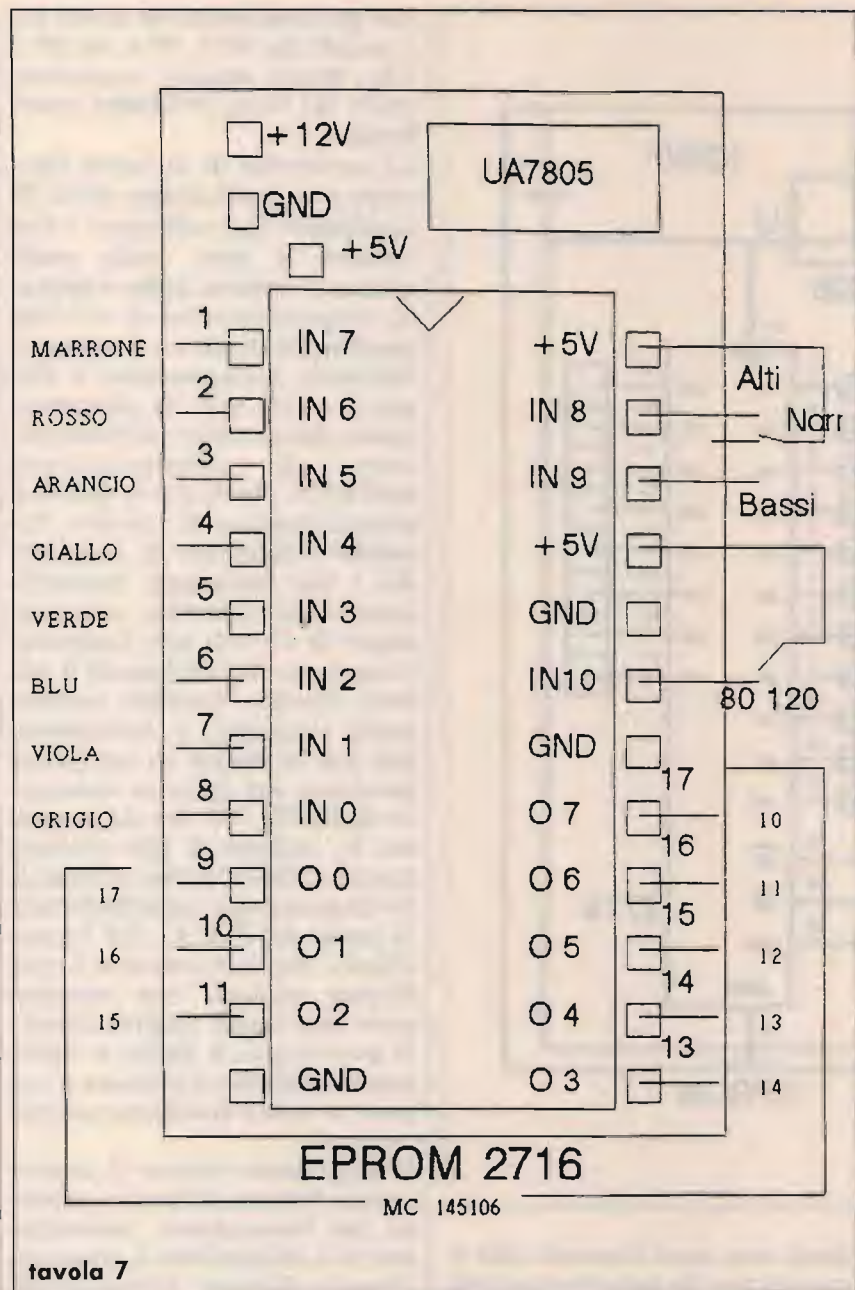 +12V
UA7805
GND
+5V
MARRONE 1 IN 7 +5V
Alti
ROSSO 2 IN 6 IN 8
Norr
ARANCIO 3 IN 5 IN 9
Bassi
GIALLO 4 IN 4 +5V
VERDE 5 IN 3 GND
BLU 6 IN 2 IN10
80 120
VIOLA 7 IN 1 GND
GRIGIO 8 IN 0 O 7 17 10
17 9 O 0 O 6 16 11
16 10 O 1 O 5 15 12
15 11 O 2 O 4 14 13
GND O 3 13 14
EPROM 2716
MC 145106
tavola 7